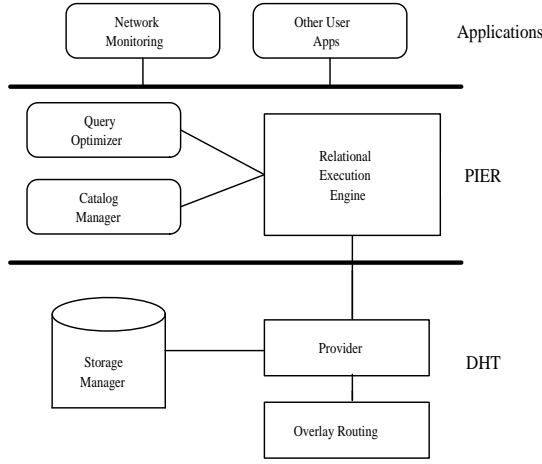 Network
Monitoring
Other User
Apps
Applications
Query
Optimizer
Catalog
Manager
Relational
Execution
Engine
PIER
Storage
Manager
Provider
DHT
Overlay Routing